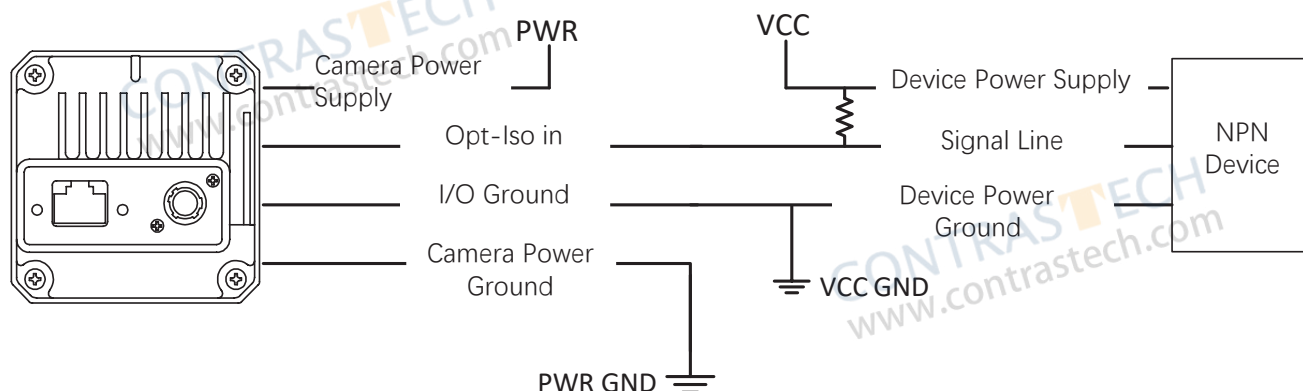 CONTRASTECH
www.contrastech.com
PWR
VCC
Camera Power
Supply
Device Power Supply
Opt-Iso in
Signal Line
NPN
Device
I/O Ground
Device Power
Ground
Camera Power
Ground
VCC GND
CONTRASTECH
www.contrastech.com
PWR GND